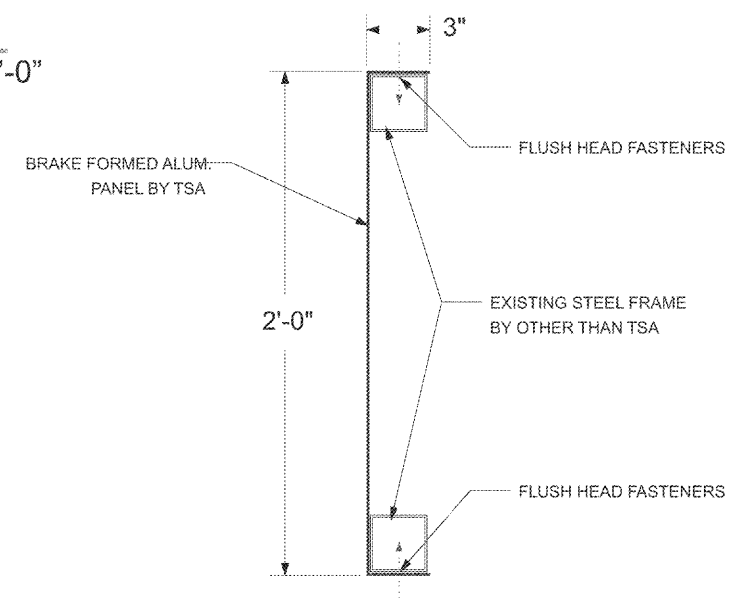 3"
'-0"
FLUSH HEAD FASTENERS
BRAKE FORMED ALUM.
PANEL BY TSA
EXISTING STEEL FRAME
BY OTHER THAN TSA
2'-0"
FLUSH HEAD FASTENERS